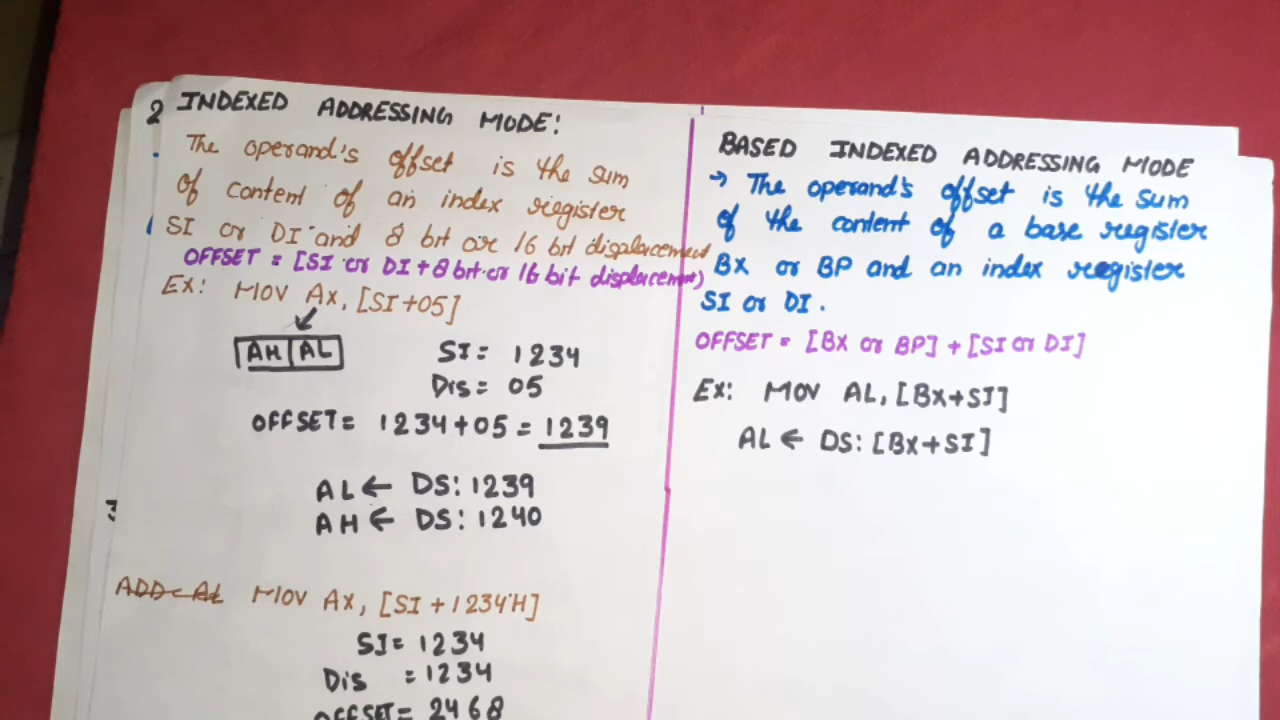 2 INDEXED ADDRESSING MODE:
The operand's offset is the sum
of content of an index register
SI or DI and 8 bit or 16 bit displacement
OFFSET = [SI or DI + 8 bit or 16 bit displacement)
Ex: MOV Ax, [SI+05]
AH AL
SI = 1234
Dis = 05
OFFSET = 1234+05 = 1239
AL ← DS: 1239
AH ← DS: 1240
3
MOV Ax, [SI + 1234H]
SI = 1234
Dis = 1234
OFFSET = 2468
BASED INDEXED ADDRESSING MODE
→ The operand's offset is the sum
of the content of a base register
BX or BP and an index register
SI or DI.
OFFSET = [Bx or BP] + [SI or DI]
Ex: MOV AL, [Bx+SI]
AL ← DS: [Bx+SI]